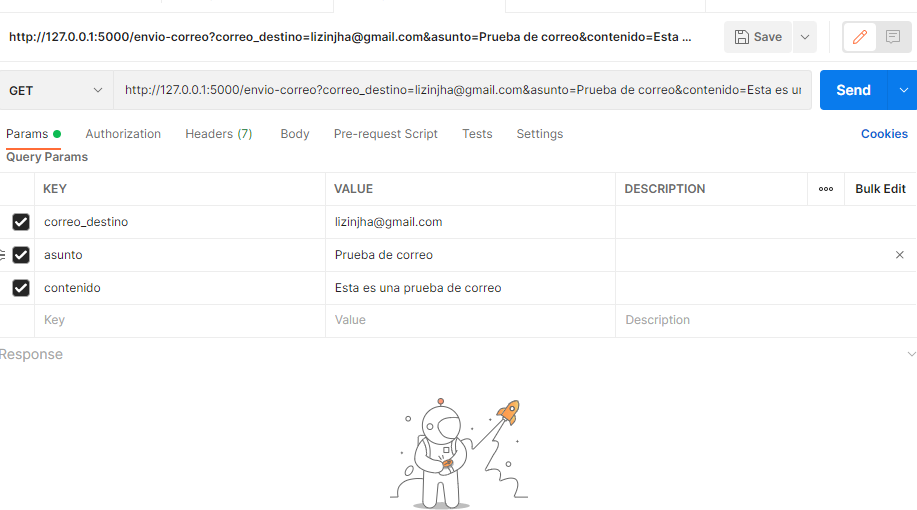 http://127.0.0.1:5000/envio-correo?correo_destino=lizinjha@gmail.com&asunto=Prueba de correo&contenido=Esta ...
Save
GET
http://127.0.0.1:5000/envio-correo?correo_destino=lizinjha@gmail.com&asunto=Prueba de correo&contenido=Esta es un
Send
Params Authorization Headers (7) Body Pre-request Script Tests Settings Cookies
Query Params
KEY VALUE DESCRIPTION ooo Bulk Edit
correo_destino lizinjha@gmail.com
asunto Prueba de correo
contenido Esta es una prueba de correo
Key Value Description
Response